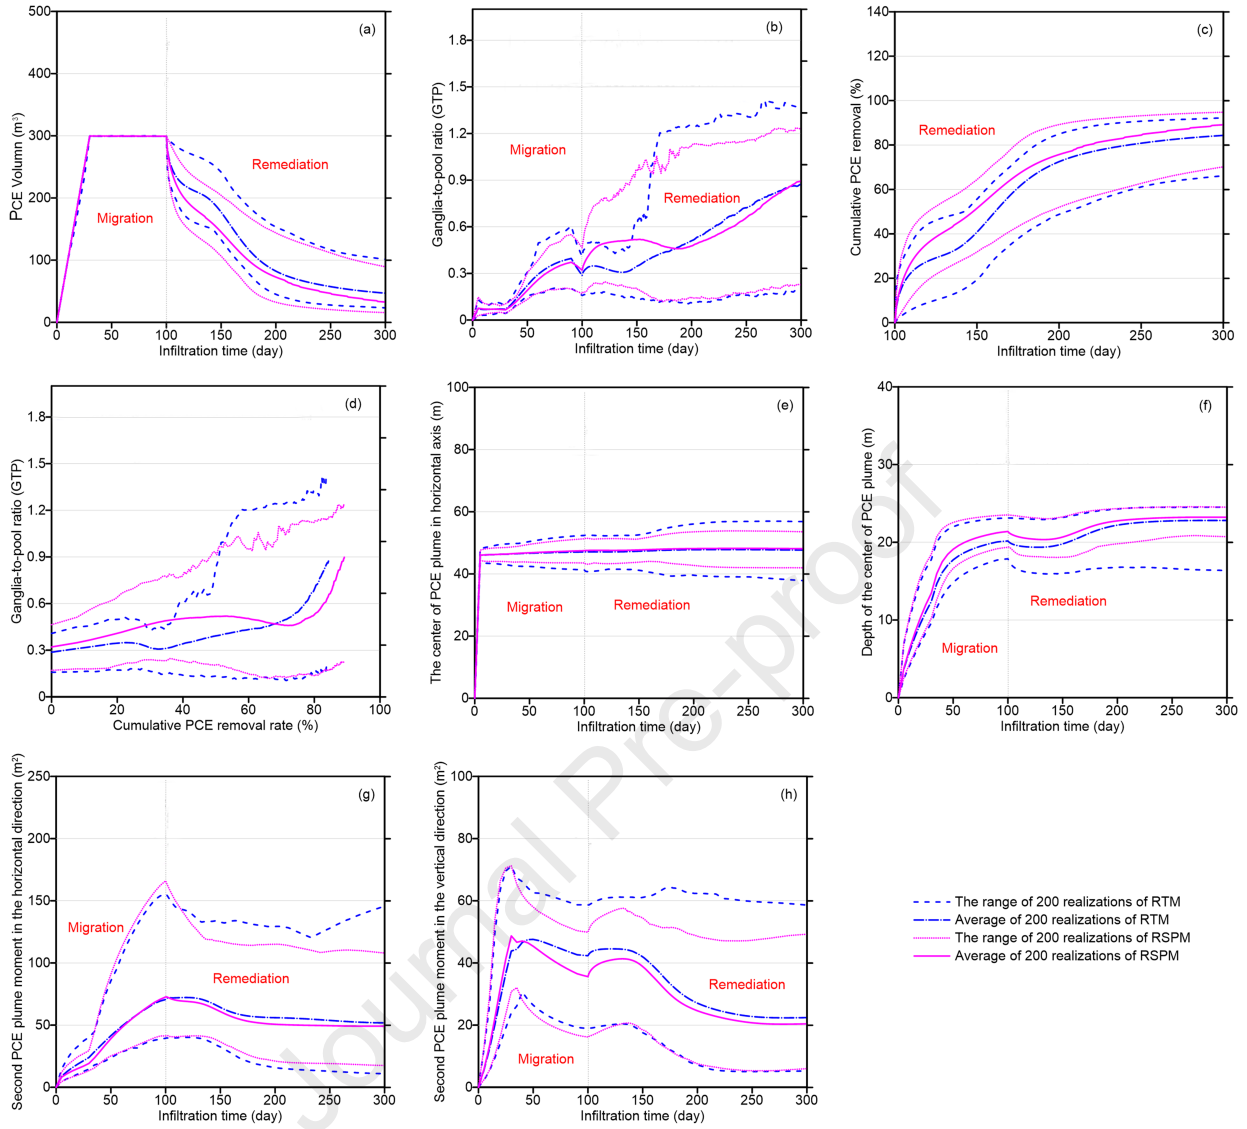 (a)
500
400
300
200
100
0
PCE Volumn (m³)
Migration
Remediation
0 50 100 150 200 250 300
Infiltration time (day)
(b)
1.8
1.5
1.2
0.9
0.6
0.3
0
Ganglia-to-pool ratio (GTP)
Migration
Remediation
0 50 100 150 200 250 300
Infiltration time (day)
(c)
140
120
100
80
60
40
20
0
Cumulative PCE removal (%)
Remediation
100 150 200 250 300
Infiltration time (day)
(d)
1.8
1.5
1.2
0.9
0.6
0.3
0
Ganglia-to-pool ratio (GTP)
0 20 40 60 80 100
Cumulative PCE removal rate (%)
(e)
100
80
60
40
20
0
The center of PCE plume in horizontal axis (m)
Migration
Remediation
0 50 100 150 200 250 300
Infiltration time (day)
(f)
40
30
20
10
0
Depth of the center of PCE plume (m)
Remediation
Migration
0 50 100 150 200 250 300
Infiltration time (day)
(g)
250
200
150
100
50
0
Second PCE plume moment in the horizontal direction (m²)
Migration
Remediation
0 50 100 150 200 250 300
Infiltration time (day)
(h)
100
80
60
40
20
0
Second PCE plume moment in the vertical direction (m²)
Remediation
Migration
0 50 100 150 200 250 300
Infiltration time (day)
The range of 200 realizations of RTM
Average of 200 realizations of RTM
The range of 200 realizations of RSPM
Average of 200 realizations of RSPM
Journal Pre-proof